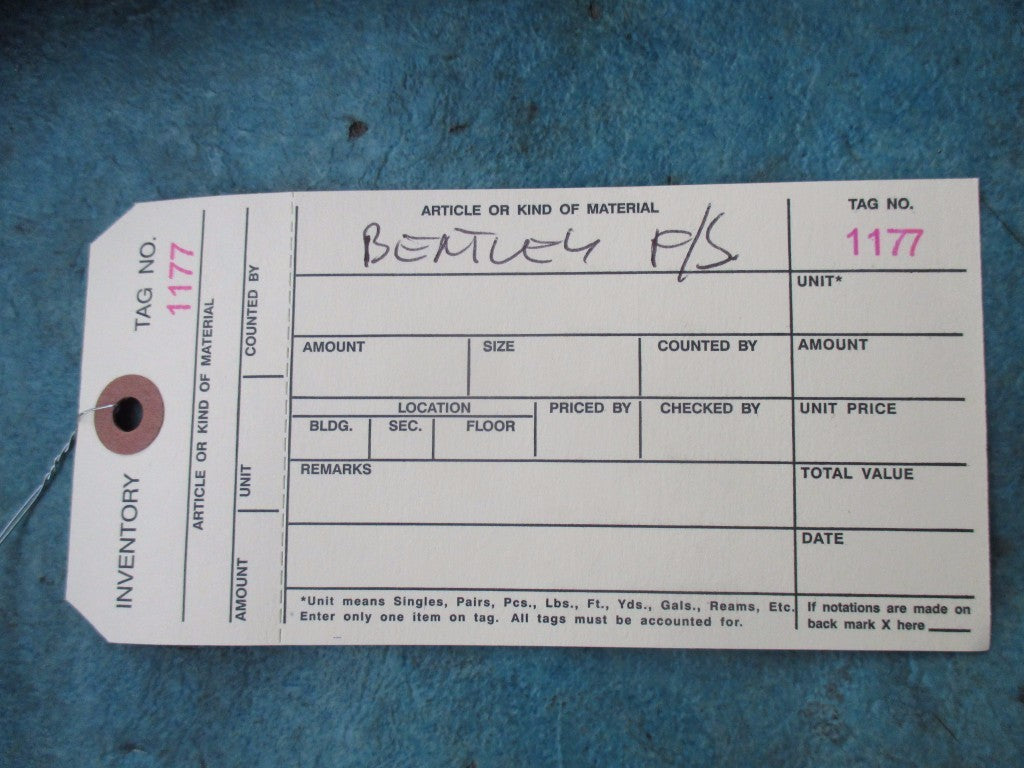 TAG NO.
1177
ARTICLE OR KIND OF MATERIAL
COUNTED BY
UNIT
AMOUNT
INVENTORY
ARTICLE OR KIND OF MATERIAL
BENTLEY F/S
TAG NO.
1177
UNIT*
AMOUNT
SIZE
COUNTED BY
AMOUNT
LOCATION
BLDG.
SEC.
FLOOR
PRICED BY
CHECKED BY
UNIT PRICE
REMARKS
TOTAL VALUE
DATE
*Unit means Singles, Pairs, Pcs., Lbs., Ft., Yds., Gals., Reams, Etc.
Enter only one item on tag. All tags must be accounted for.
If notations are made on
back mark X here